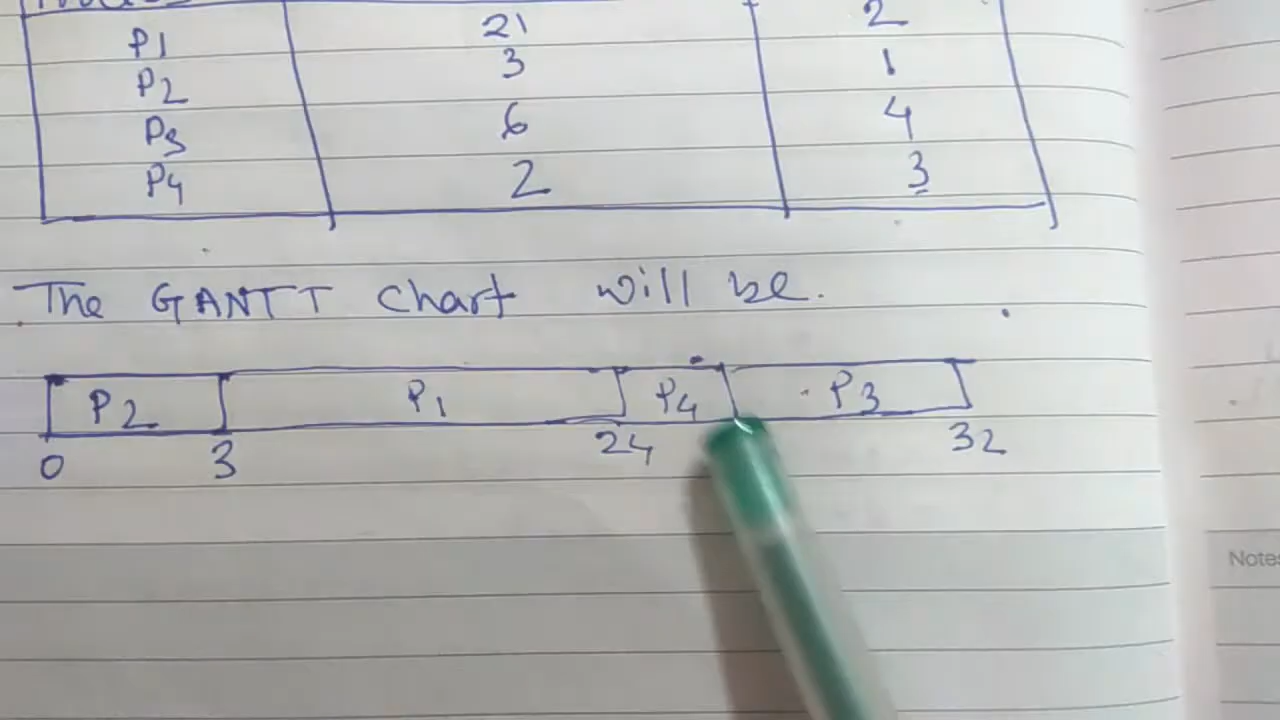 P1 21 2
P2 3 1
P3 6 4
P4 2 3
The GANTT chart will be.
P2 P1 P4 P3
0 3 24 32
Notes